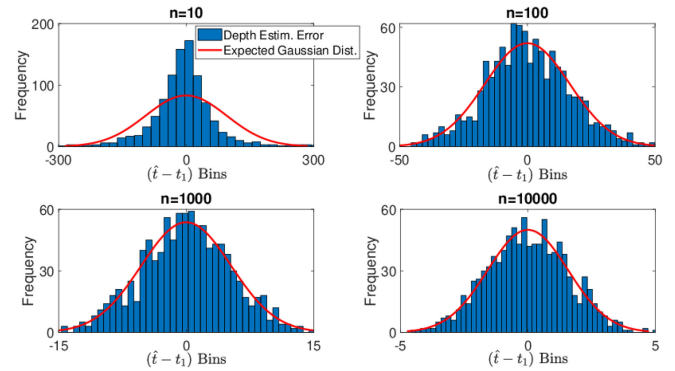 n=10
200
100
0
Frequency
Depth Estim. Error
Expected Gaussian Dist.
-300
0
300
(t̂ − t₁) Bins
n=100
60
30
0
Frequency
-50
0
50
(t̂ − t₁) Bins
n=1000
60
30
0
Frequency
-15
0
15
(t̂ − t₁) Bins
n=10000
60
30
0
Frequency
-5
0
5
(t̂ − t₁) Bins